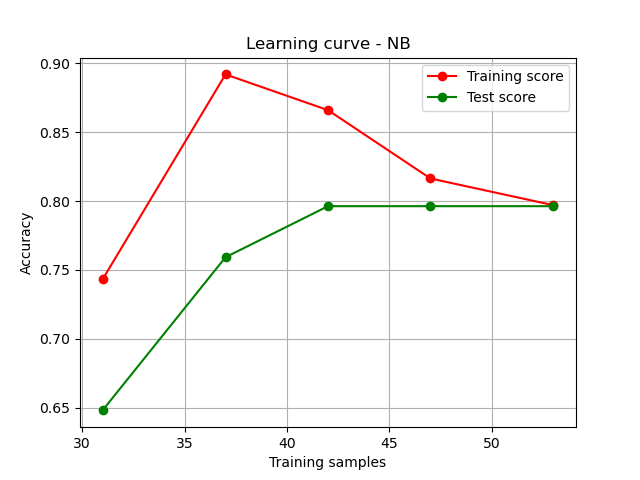 Learning curve - NB
Training score
Test score
Accuracy
0.90
0.85
0.80
0.75
0.70
0.65
30 35 40 45 50
Training samples